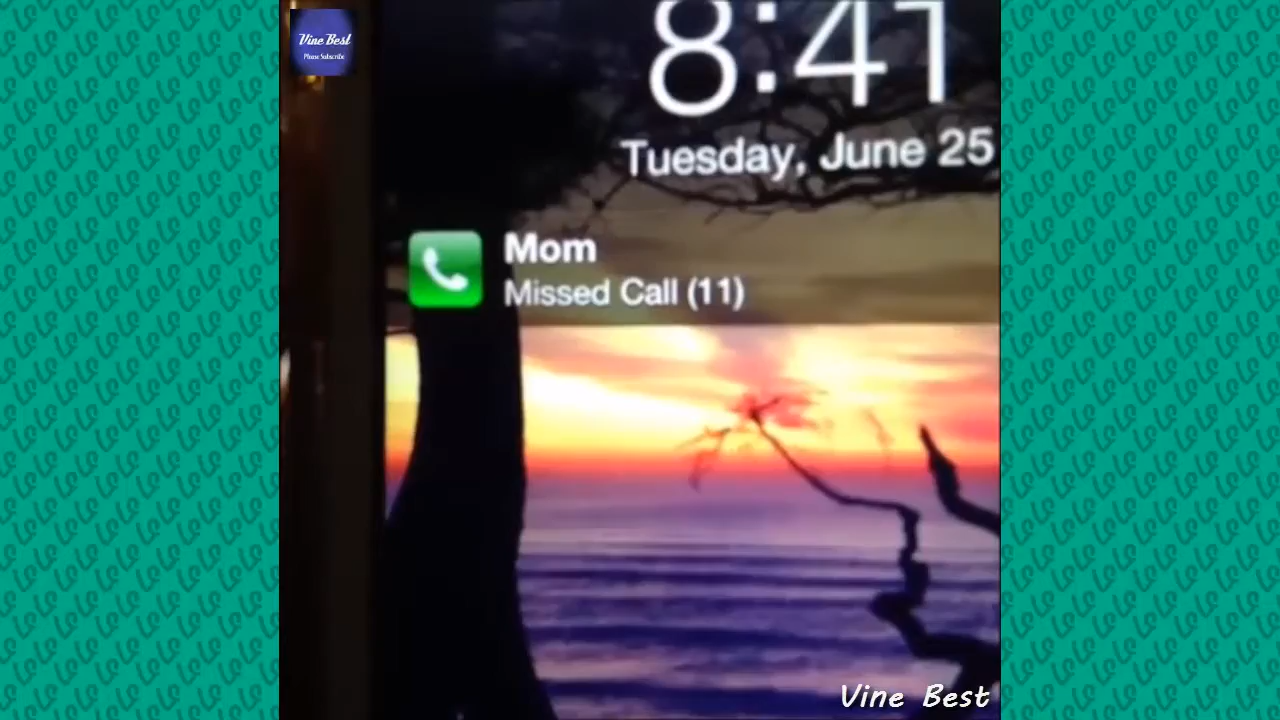 Vine Best
Please Subscribe
8:41
Tuesday, June 25
Mom
Missed Call (11)
Vine Best